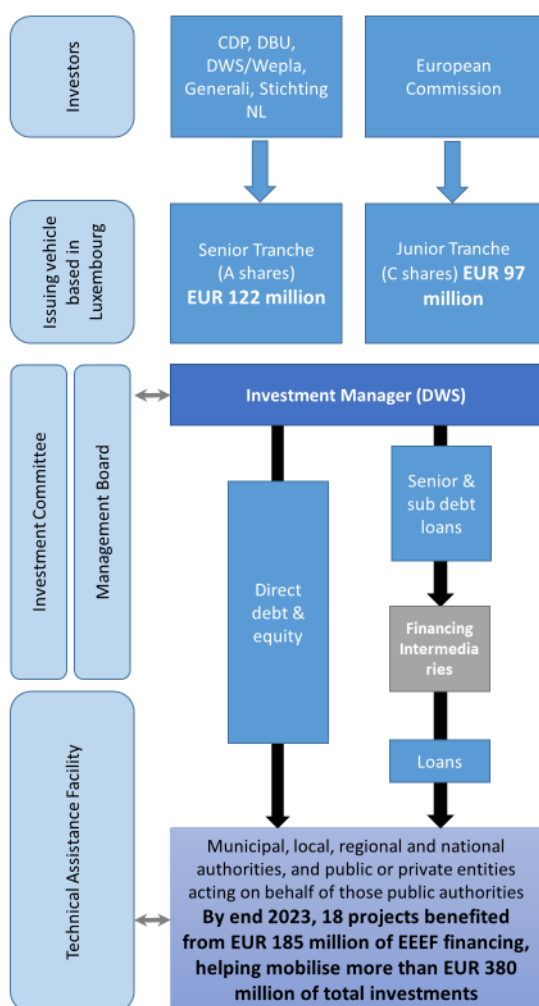 Investors
CDP, DBU,
DWS/Wepla,
Generali, Stichting
NL
European
Commission
Issuing vehicle
based in
Luxembourg
Senior Tranche
(A shares)
EUR 122 million
Junior Tranche
(C shares) EUR 97
million
Investment Committee
Management Board
Investment Manager (DWS)
Direct
debt &
equity
Senior &
sub debt
loans
Financing
Intermedia
ries
Loans
Technical Assistance Facility
Municipal, local, regional and national
authorities, and public or private entities
acting on behalf of those public authorities
By end 2023, 18 projects benefited
from EUR 185 million of EEEF financing,
helping mobilise more than EUR 380
million of total investments